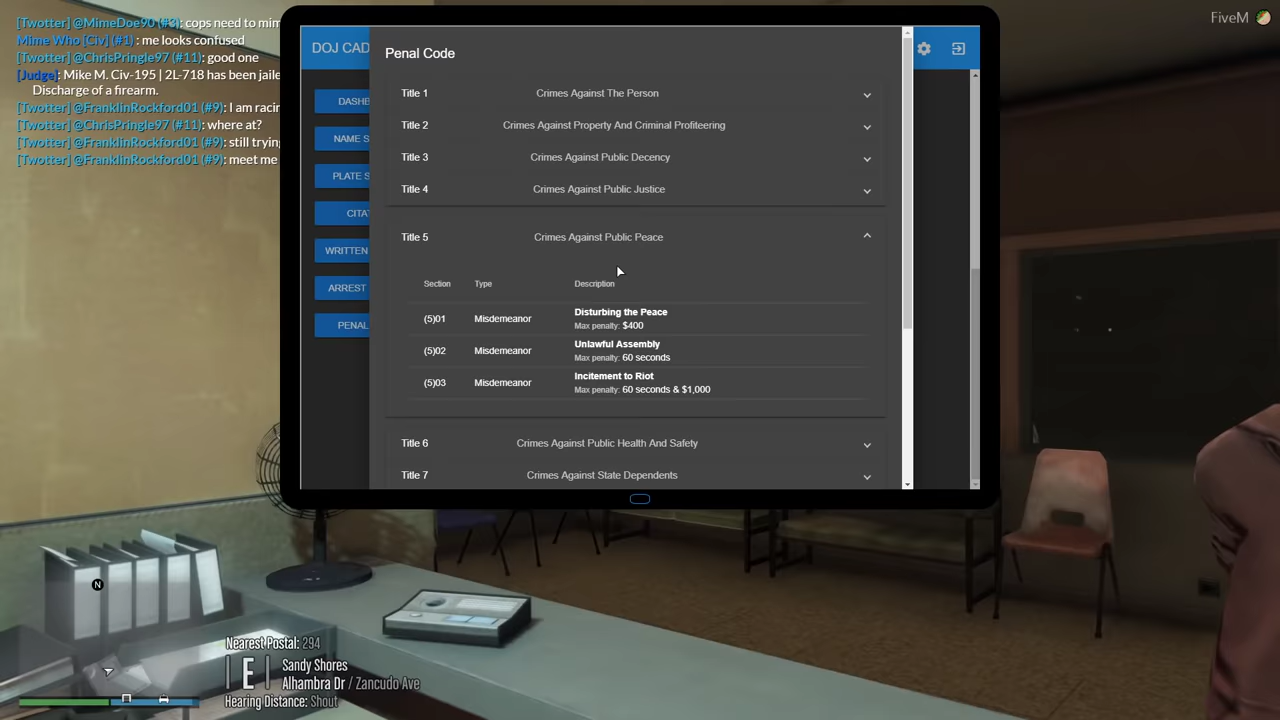 [Twotter] @MimeDoe90 (#3): cops need to mim
Mime Who [Civ] (#1) : me looks confused
[Twotter] @ChrisPringle97 (#11): good one
[Judge]: Mike M. Civ-195 | 2L-718 has been jaile
Discharge of a firearm.
[Twotter] @FranklinRockford01 (#9): I am racin
[Twotter] @ChrisPringle97 (#11): where at?
[Twotter] @FranklinRockford01 (#9): still trying
[Twotter] @FranklinRockford01 (#9): meet me
FiveM
DOJ CAD
DASHB
NAME S
PLATE S
CITAT
WRITTEN
ARREST
PENAL
Penal Code
Title 1 Crimes Against The Person
Title 2 Crimes Against Property And Criminal Profiteering
Title 3 Crimes Against Public Decency
Title 4 Crimes Against Public Justice
Title 5 Crimes Against Public Peace
Section Type Description
(5)01 Misdemeanor Disturbing the Peace
Max penalty: $400
(5)02 Misdemeanor Unlawful Assembly
Max penalty: 60 seconds
(5)03 Misdemeanor Incitement to Riot
Max penalty: 60 seconds & $1,000
Title 6 Crimes Against Public Health And Safety
Title 7 Crimes Against State Dependents
N
Nearest Postal: 294
| E | Sandy Shores
Alhambra Dr / Zancudo Ave
Hearing Distance: Shout